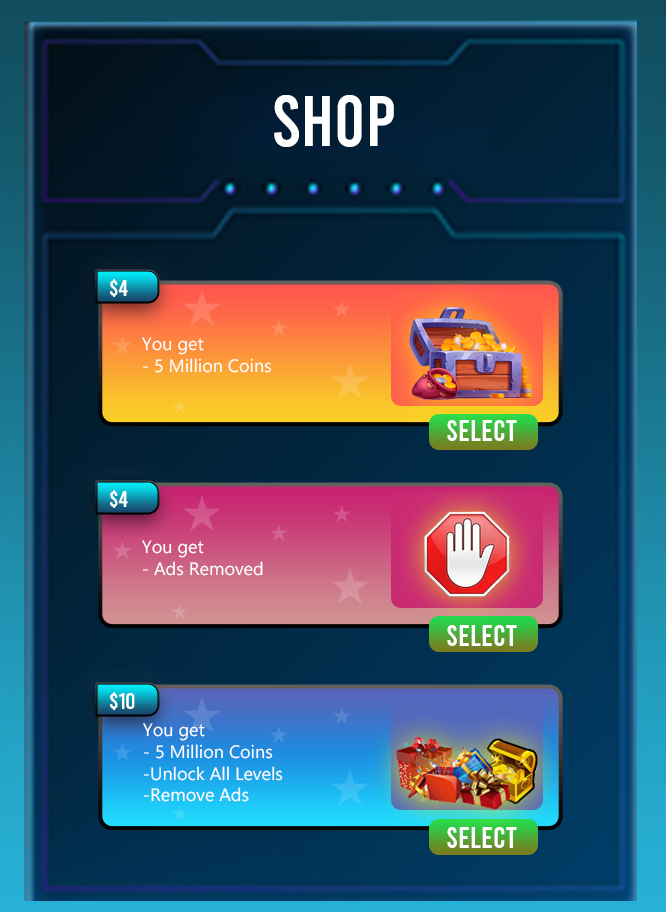 SHOP
$4
You get
- 5 Million Coins
SELECT
$4
You get
- Ads Removed
SELECT
$10
You get
- 5 Million Coins
-Unlock All Levels
-Remove Ads
SELECT